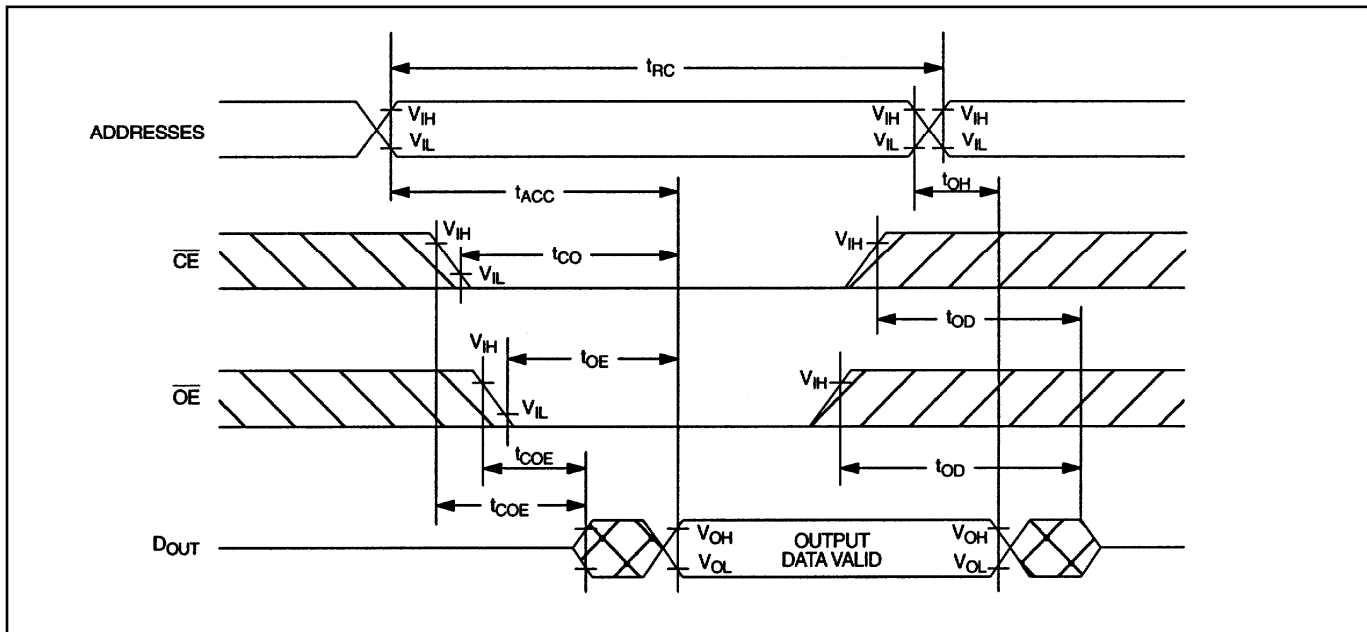 tRC
ADDRESSES
VIH
VIL
VIH
VIL
VIH
VIL
tACC
tOH
CE
VIH
VIL
tCO
VIH
tOD
OE
VIH
VIL
tOE
VIH
tCOE
tOD
tCOE
DOUT
VOH
VOL
OUTPUT
DATA VALID
VOH
VOL